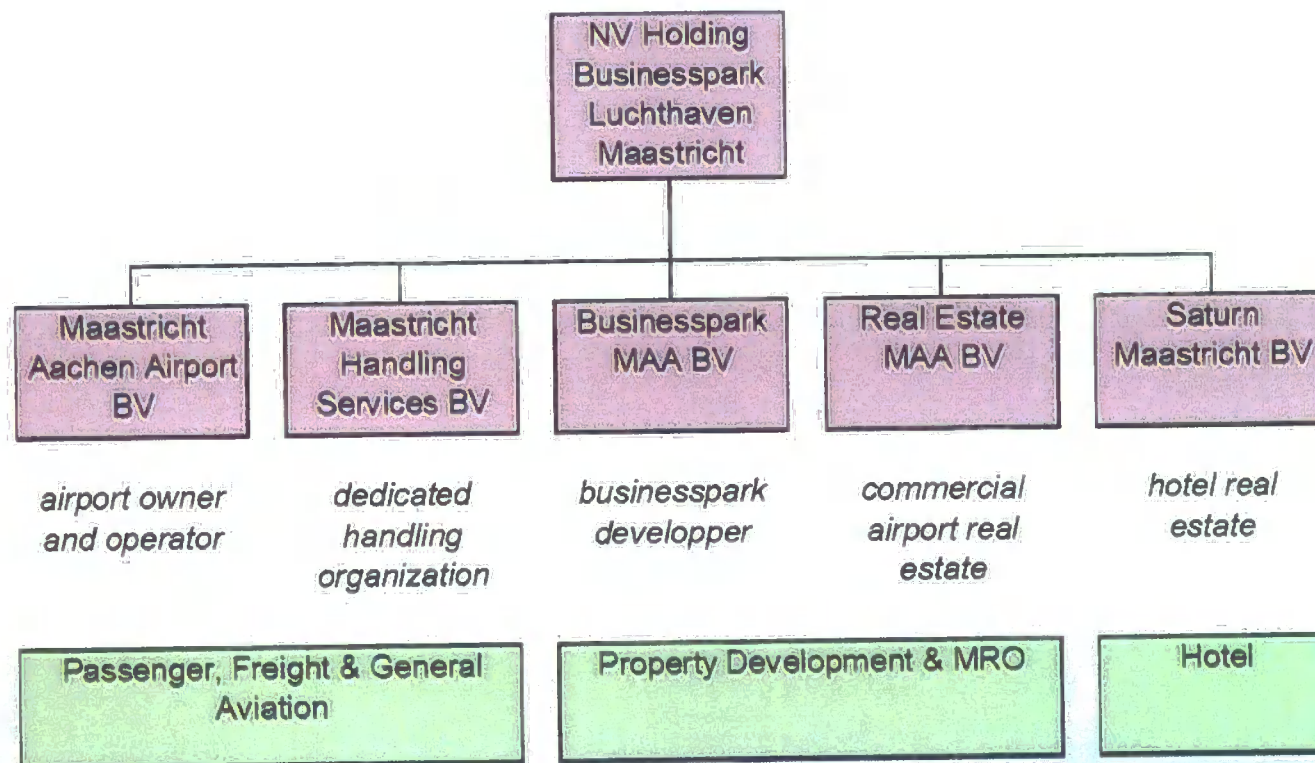 NV Holding
Businesspark
Luchthaven
Maastricht
Maastricht
Aachen Airport
BV
Maastricht
Handling
Services BV
Businesspark
MAA BV
Real Estate
MAA BV
Saturn
Maastricht BV
airport owner
and operator
dedicated
handling
organization
businesspark
developper
commercial
airport real
estate
hotel real
estate
Passenger, Freight & General
Aviation
Property Development & MRO
Hotel